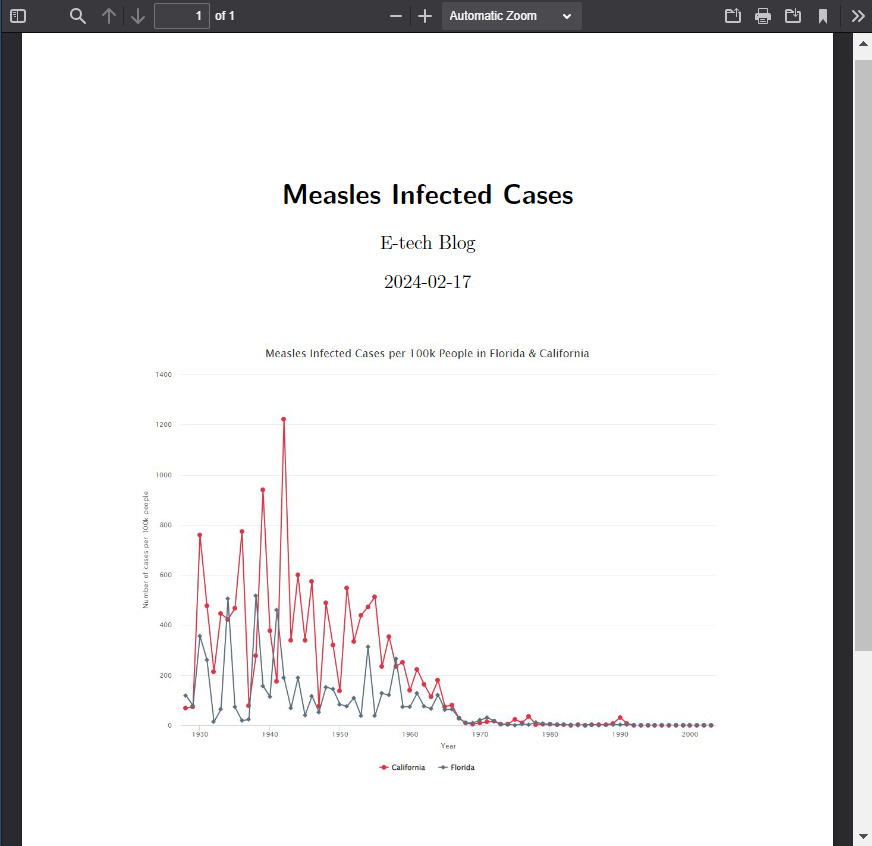 1 of 1 Automatic Zoom
Measles Infected Cases
E-tech Blog
2024-02-17
Measles Infected Cases per 100k People in Florida & California
1400
1200
1000
800
600
400
200
0
Number of cases per 100k people
1930 1940 1950 1960 1970 1980 1990 2000
Year
California Florida